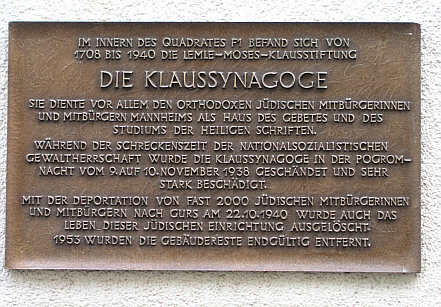 IM INNERN DES QUADRATES F1 BEFAND SICH VON
1708 BIS 1940 DIE LEMLE-MOSES-KLAUSSTIFTUNG
DIE KLAUSSYNAGOGE
SIE DIENTE VOR ALLEM DEN ORTHODOXEN JÜDISCHEN MITBÜRGERINNEN
UND MITBÜRGERN MANNHEIMS ALS HAUS DES GEBETES UND DES
STUDIUMS DER HEILIGEN SCHRIFTEN.
WÄHREND DER SCHRECKENSZEIT DER NATIONALSOZIALISTISCHEN
GEWALTHERRSCHAFT WURDE DIE KLAUSSYNAGOGE IN DER POGROM-
NACHT VOM 9. AUF 10. NOVEMBER 1938 GESCHÄNDET UND SEHR
STARK BESCHÄDIGT.
MIT DER DEPORTATION VON FAST 2000 JÜDISCHEN MITBÜRGERINNEN
UND MITBÜRGERN NACH GURS AM 22.10.1940 WURDE AUCH DAS
LEBEN DIESER JÜDISCHEN EINRICHTUNG AUSGELÖSCHT.
1953 WURDEN DIE GEBÄUDERESTE ENDGÜLTIG ENTFERNT.